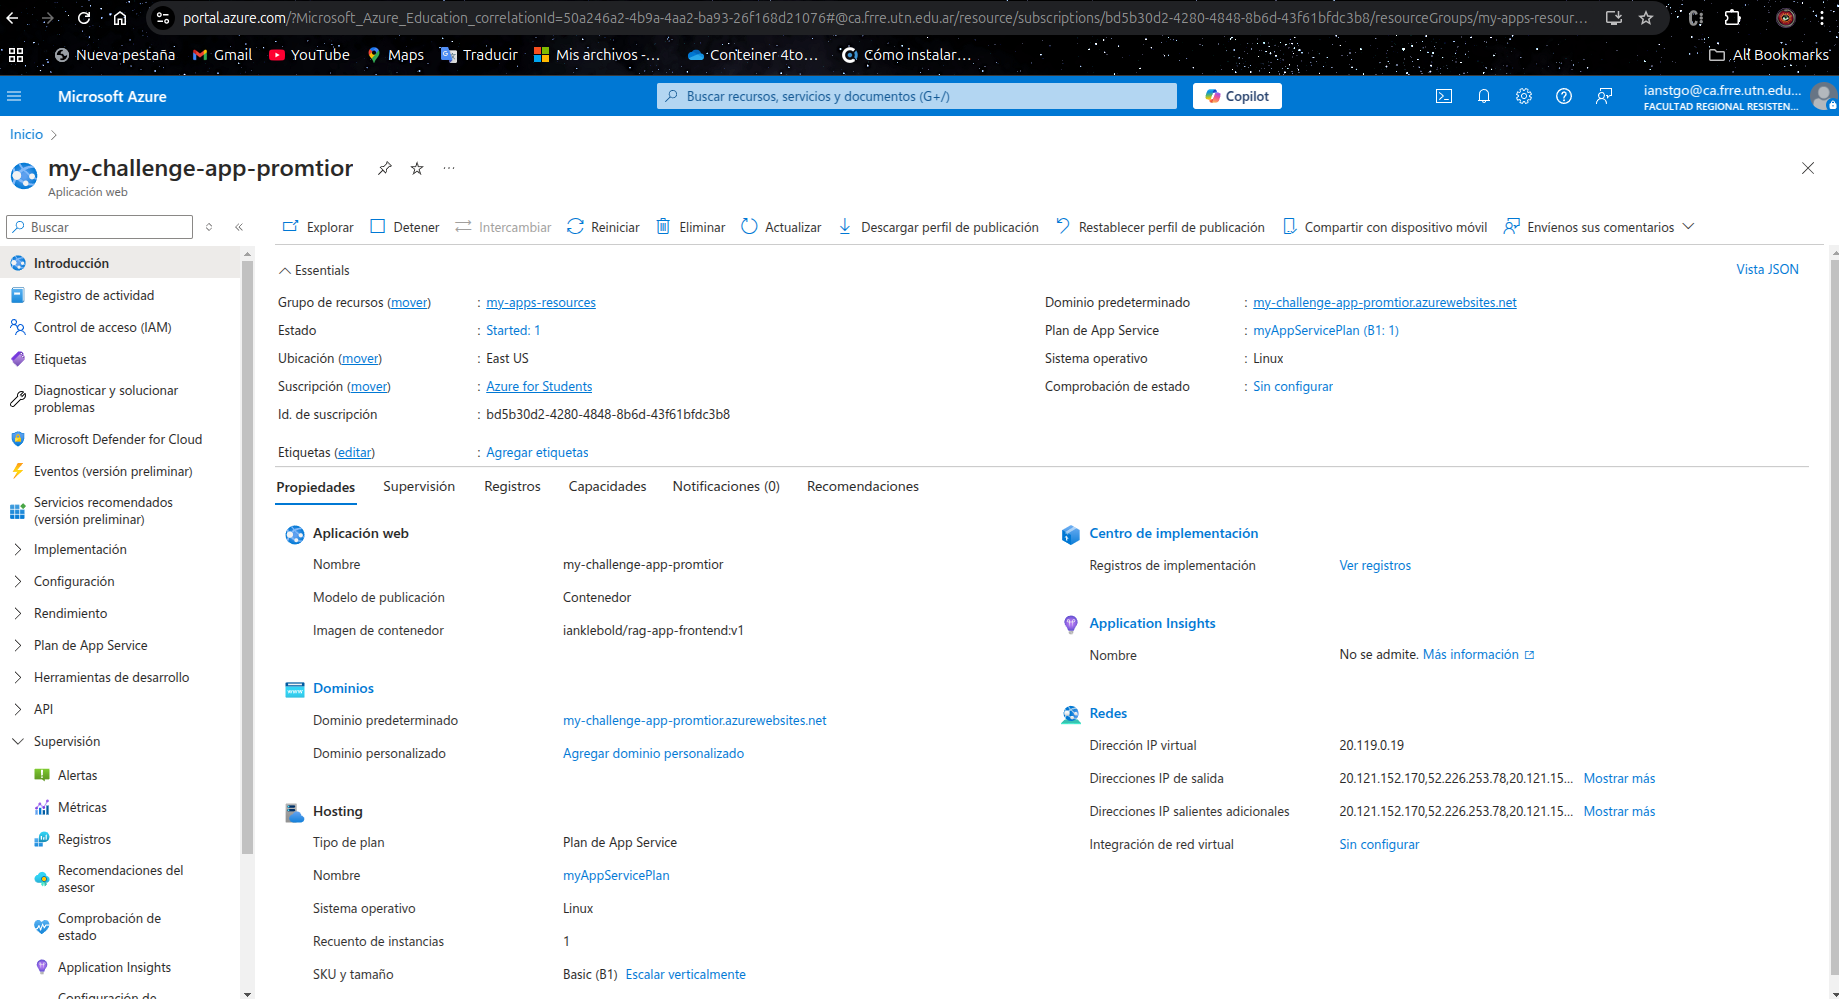 portal.azure.com/?Microsoft_Azure_Education_correlationId=50a246a2-4b9a-4aa2-ba93-26f168d21076#@ca.frre.utn.edu.ar/resource/subscriptions/bd5b30d2-4280-4848-8b6d-43f61bfdc3b8/resourceGroups/my-apps-resour...
Nueva pestaña Gmail YouTube Maps Traducir Mis archivos -... Conteiner 4to... Cómo instalar... All Bookmarks
Microsoft Azure
Buscar recursos, servicios y documentos (G+/)
Copilot
ianstgo@ca.frre.utn.edu...
FACULTAD REGIONAL RESISTEN...
Inicio
my-challenge-app-promtior
Aplicación web
Buscar
Explorar Detener Intercambiar Reiniciar Eliminar Actualizar Descargar perfil de publicación Restablecer perfil de publicación Compartir con dispositivo móvil Envíenos sus comentarios
Introducción
Registro de actividad
Control de acceso (IAM)
Etiquetas
Diagnosticar y solucionar
problemas
Microsoft Defender for Cloud
Eventos (versión preliminar)
Servicios recomendados
(versión preliminar)
Implementación
Configuración
Rendimiento
Plan de App Service
Herramientas de desarrollo
API
Supervisión
Alertas
Métricas
Registros
Recomendaciones del
asesor
Comprobación de
estado
Application Insights
Configuración de
Essentials
Vista JSON
Grupo de recursos (mover) : my-apps-resources
Estado : Started: 1
Ubicación (mover) : East US
Suscripción (mover) : Azure for Students
Id. de suscripción : bd5b30d2-4280-4848-8b6d-43f61bfdc3b8
Etiquetas (editar) : Agregar etiquetas
Dominio predeterminado : my-challenge-app-promtior.azurewebsites.net
Plan de App Service : myAppServicePlan (B1: 1)
Sistema operativo : Linux
Comprobación de estado : Sin configurar
Propiedades Supervisión Registros Capacidades Notificaciones (0) Recomendaciones
Aplicación web
Nombre my-challenge-app-promtior
Modelo de publicación Contenedor
Imagen de contenedor ianklebold/rag-app-frontend:v1
Dominios
Dominio predeterminado my-challenge-app-promtior.azurewebsites.net
Dominio personalizado Agregar dominio personalizado
Hosting
Tipo de plan Plan de App Service
Nombre myAppServicePlan
Sistema operativo Linux
Recuento de instancias 1
SKU y tamaño Basic (B1) Escalar verticalmente
Centro de implementación
Registros de implementación Ver registros
Application Insights
Nombre No se admite. Más información
Redes
Dirección IP virtual 20.119.0.19
Direcciones IP de salida 20.121.152.170,52.226.253.78,20.121.15... Mostrar más
Direcciones IP salientes adicionales 20.121.152.170,52.226.253.78,20.121.15... Mostrar más
Integración de red virtual Sin configurar